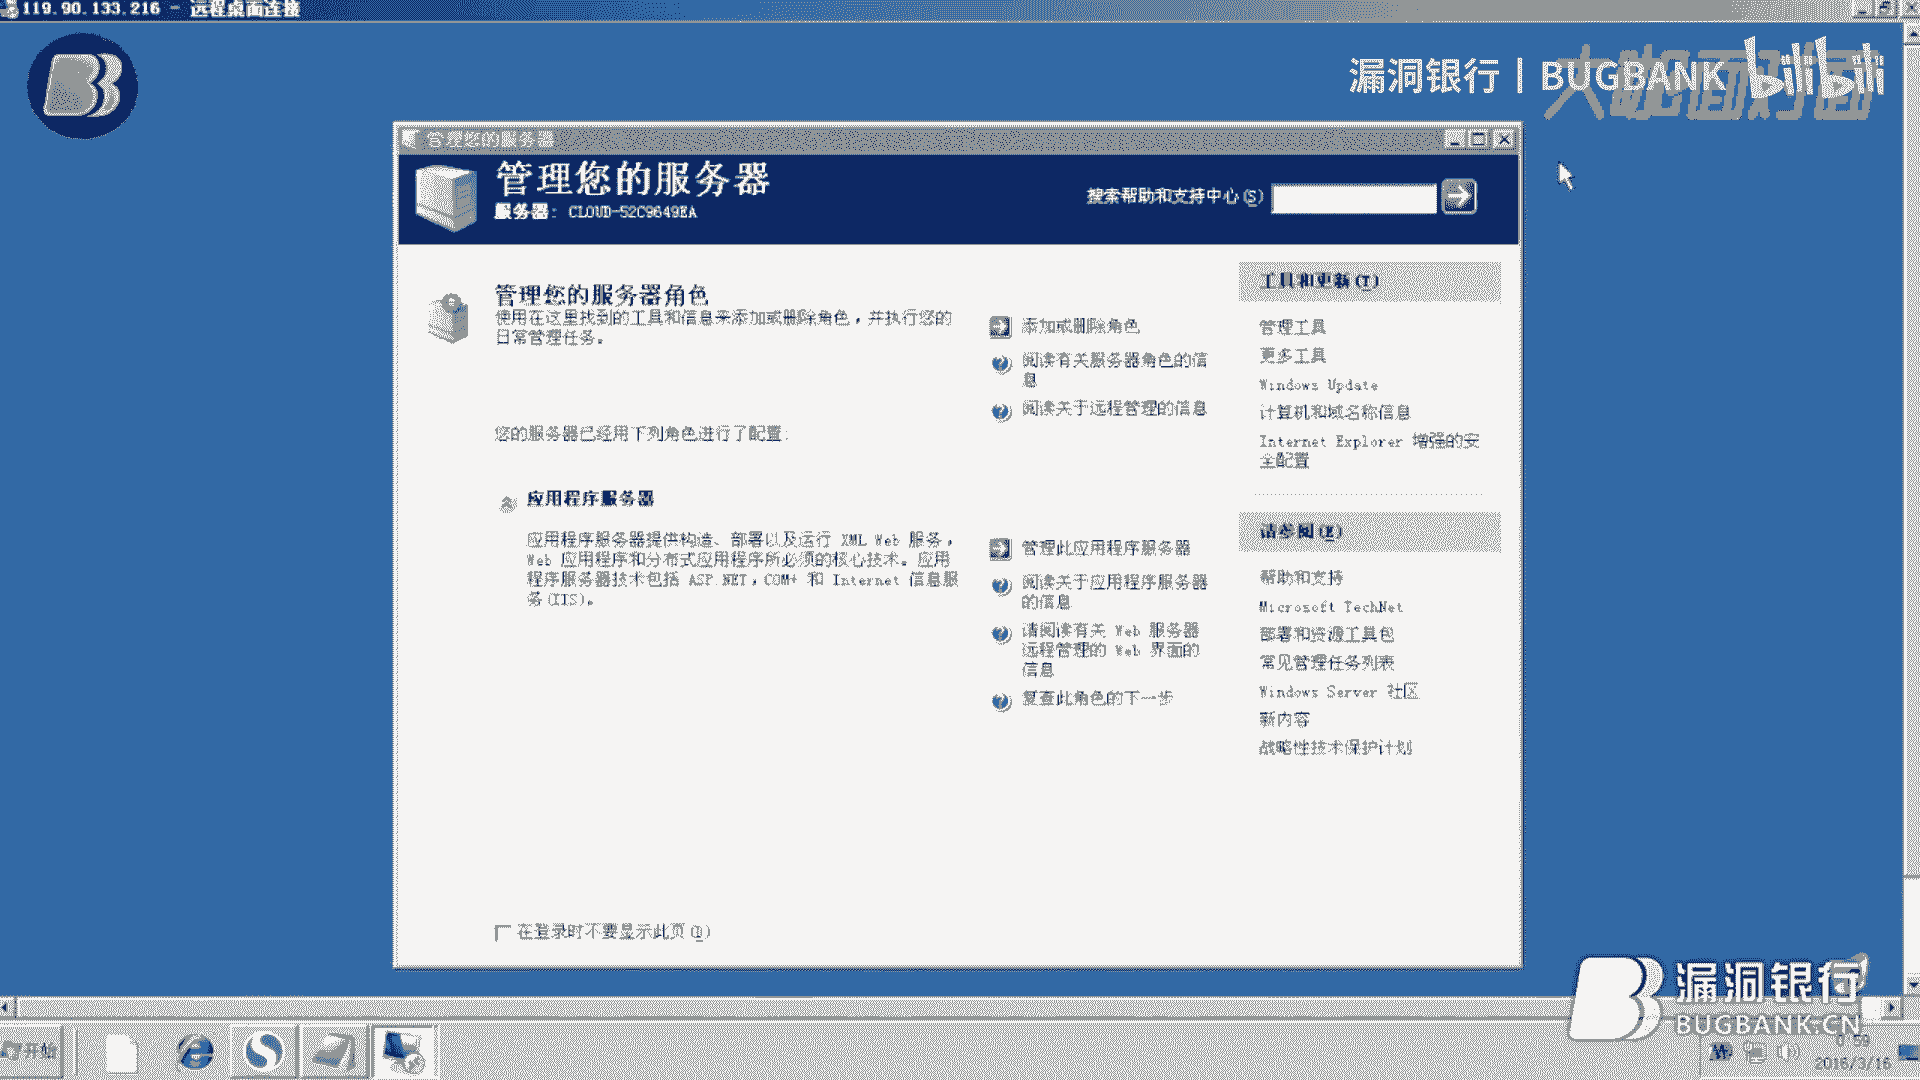 119.90.133.216 - 远程桌面连接
漏洞银行 | BUGBANK
bilibili
管理您的服务器
管理您的服务器
服务器: CLOUD-52C9649EA
搜索帮助和支持中心(S)
管理您的服务器角色
使用在这里找到的工具和信息来添加或删除角色，并执行您的
日常管理任务。
添加或删除角色
阅读有关服务器角色的信
息
阅读关于远程管理的信息
您的服务器已经用下列角色进行了配置:
应用程序服务器
应用程序服务器提供构造、部署以及运行 XML Web 服务，
Web 应用程序和分布式应用程序所必须的核心技术。应用
程序服务器技术包括 ASP.NET，COM+ 和 Internet 信息服
务(IIS)。
管理此应用程序服务器
阅读关于应用程序服务器
的信息
请阅读有关 Web 服务器
远程管理的 Web 界面的
信息
复查此角色的下一步
工具和更新(T)
管理工具
更多工具
Windows Update
计算机和域名称信息
Internet Explorer 增强的安
全配置
请参阅(E)
帮助和支持
Microsoft TechNet
部署和资源工具包
常见管理任务列表
Windows Server 社区
新内容
战略性技术保护计划
在登录时不要显示此页(D)
漏洞银行
BUGBANK.CN
开始
0:59
2016/3/16